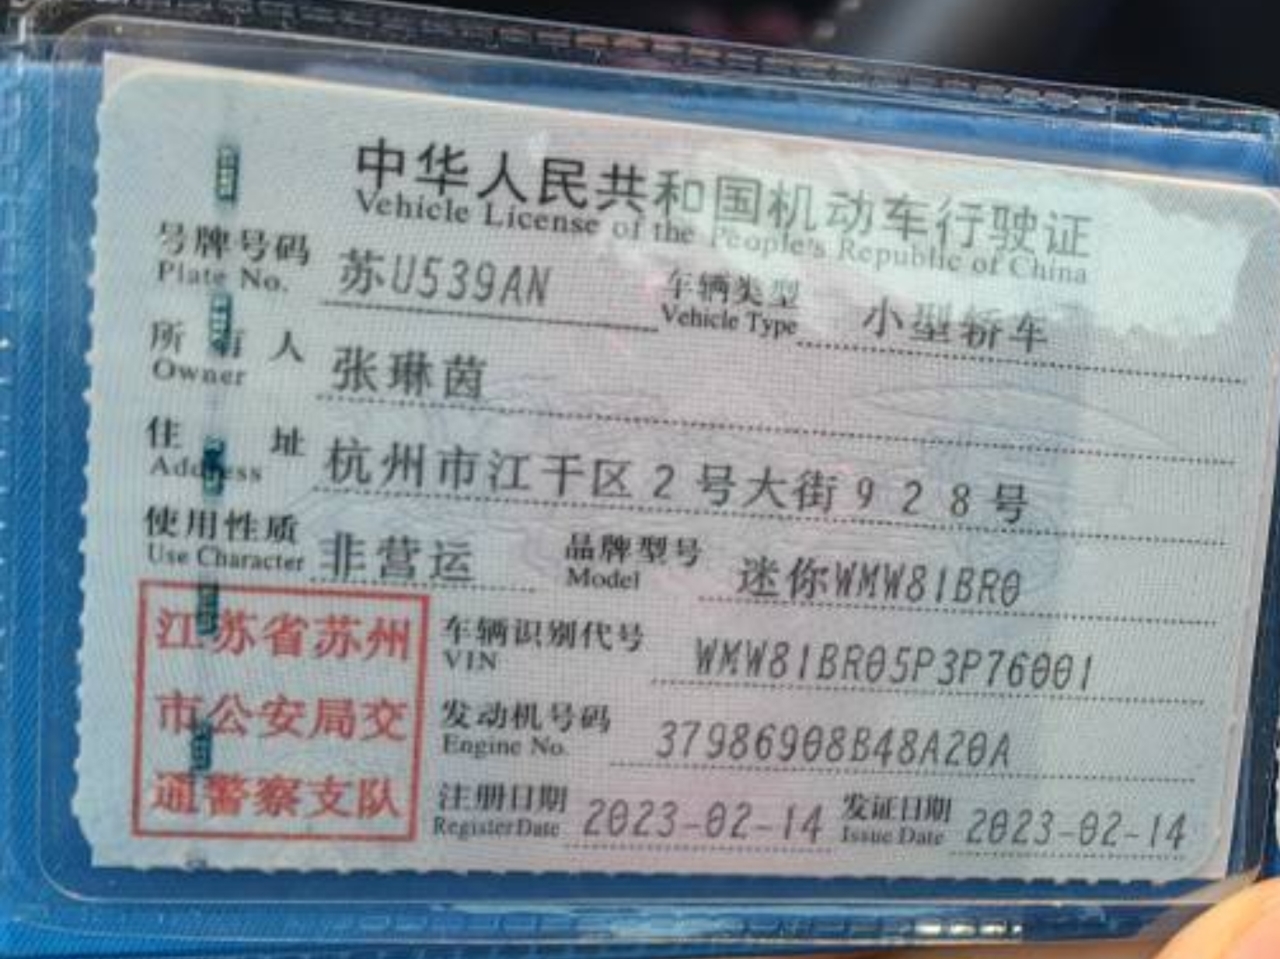 中华人民共和国机动车行驶证
Vehicle License of the People's Republic of China
号牌号码 苏U539AN 车辆类型 小型轿车
Plate No. Vehicle Type
所有人 张琳茵
Owner
住址 杭州市江干区2号大街928号
Address
使用性质 非营运 品牌型号 迷你WMW81BR0
Use Character Model
江苏省苏州
市公安局交
通警察支队
车辆识别代号 WMW81BR05P3P76001
VIN
发动机号码 37986908B48A20A
Engine No.
注册日期 2023-02-14 发证日期 2023-02-14
Register Date Issue Date